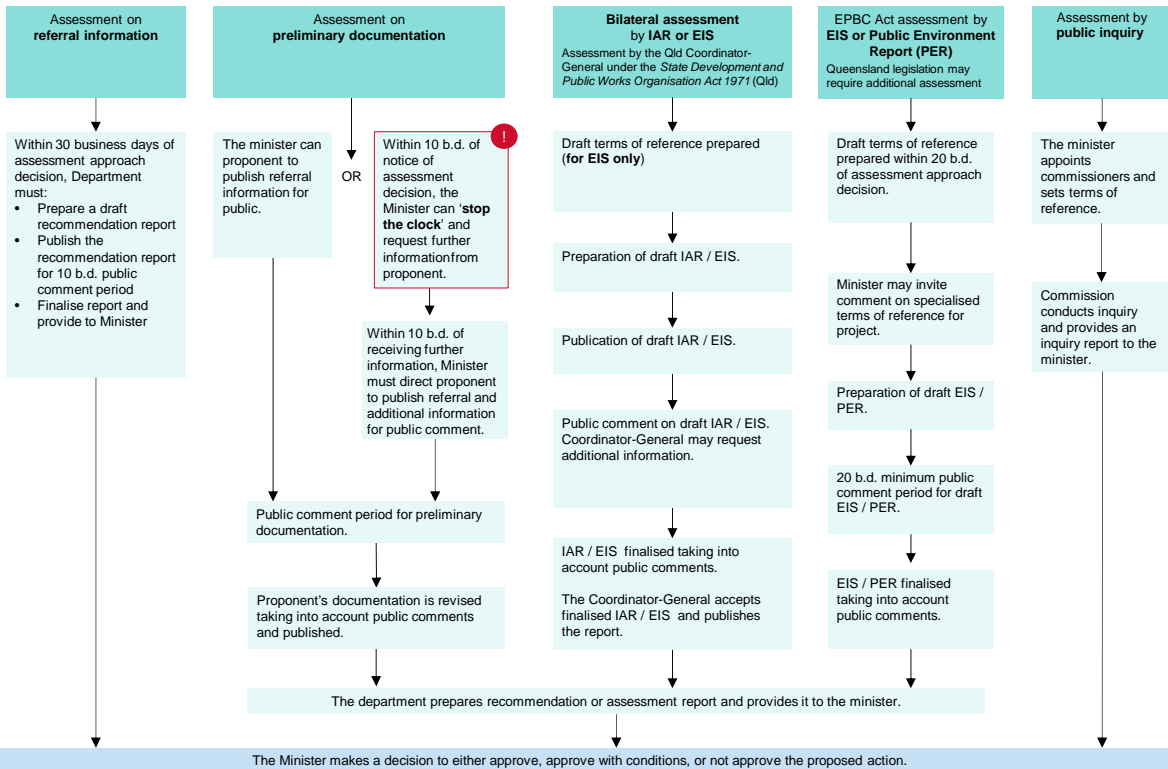 Assessment on
referral information
Within 30 business days of
assessment approach
decision, Department
must:
• Prepare a draft
recommendation report
• Publish the
recommendation report
for 10 b.d. public
comment period
• Finalise report and
provide to Minister
Assessment on
preliminary documentation
The minister can
proponent to
publish referral
information for
public.
OR
!
Within 10 b.d. of
notice of
assessment
decision, the
Minister can ‘stop
the clock’ and
request further
informationfrom
proponent.
Within 10 b.d. of
receiving further
information, Minister
must direct proponent
to publish referral and
additional information
for public comment.
Public comment period for preliminary
documentation.
Proponent’s documentation is revised
taking into account public comments
and published.
Bilateral assessment
by IAR or EIS
Assessment by the Qld Coordinator-
General under the State Development and
Public Works Organisation Act 1971 (Qld)
Draft terms of reference prepared
(for EIS only)
Preparation of draft IAR / EIS.
Publication of draft IAR / EIS.
Public comment on draft IAR / EIS.
Coordinator-General may request
additional information.
IAR / EIS finalised taking into
account public comments.
The Coordinator-General accepts
finalised IAR / EIS and publishes
the report.
EPBC Act assessment by
EIS or Public Environment
Report (PER)
Queensland legislation may
require additional assessment
Draft terms of reference
prepared within 20 b.d.
of assessment approach
decision.
Minister may invite
comment on specialised
terms of reference for
project.
Preparation of draft EIS /
PER.
20 b.d. minimum public
comment period for draft
EIS / PER.
EIS / PER finalised
taking into account
public comments.
Assessment by
public inquiry
The minister
appoints
commissioners and
sets terms of
reference.
Commission
conducts inquiry
and provides an
inquiry report to the
minister.
The department prepares recommendation or assessment report and provides it to the minister.
The Minister makes a decision to either approve, approve with conditions, or not approve the proposed action.